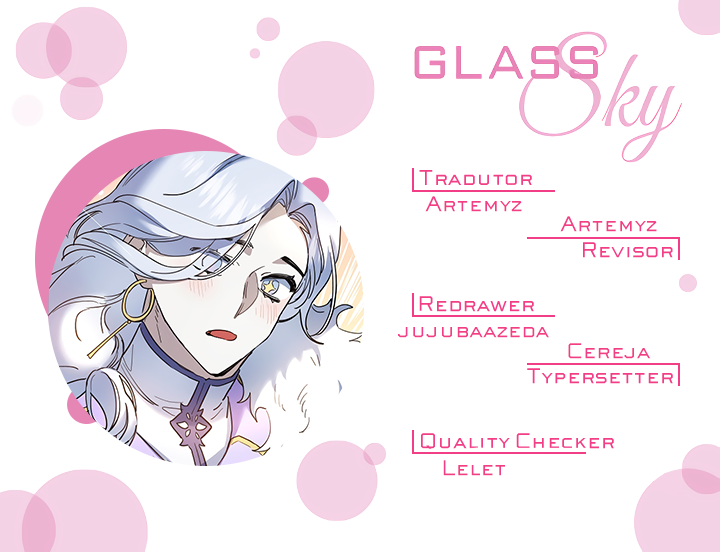 GLASS
Sky
TRADUTOR
ARTEMYZ
ARTEMYZ
REVISOR
REDRAWER
JUJUBAAZEDA
CEREJA
TYPERSETTER
QUALITY CHECKER
LELET